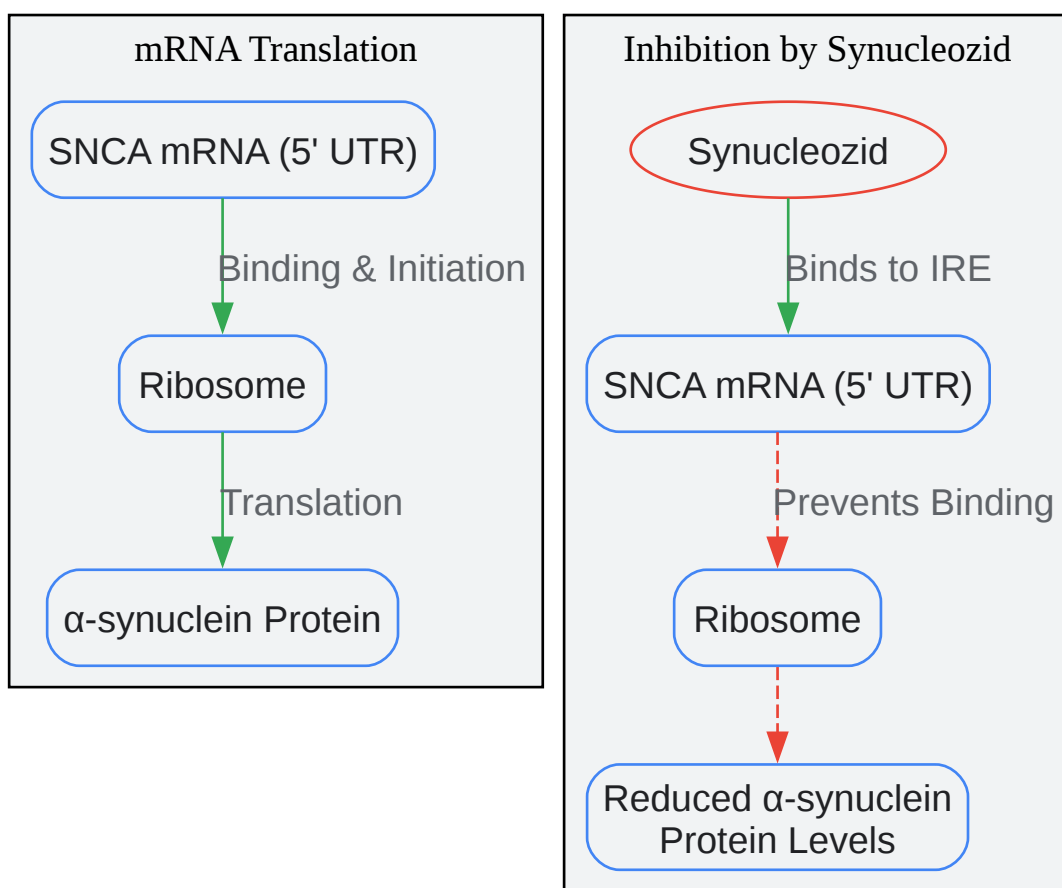 mRNA Translation
SNCA mRNA (5' UTR)
Binding & Initiation
Ribosome
Translation
α-synuclein Protein
Inhibition by Synucleozid
Synucleozid
Binds to IRE
SNCA mRNA (5' UTR)
Prevents Binding
Ribosome
Reduced α-synuclein
Protein Levels